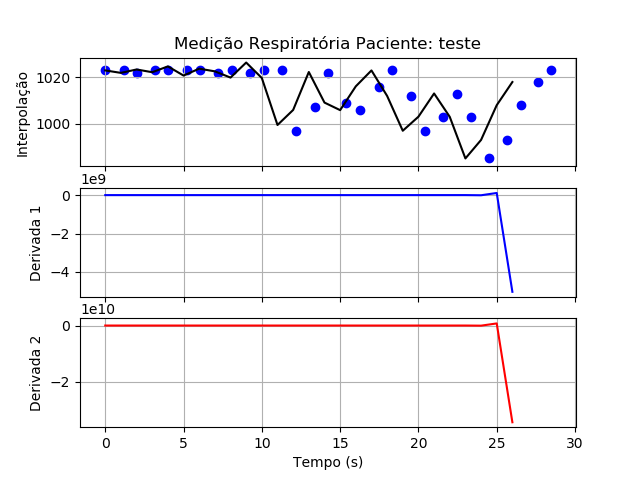 Medição Respiratória Paciente: teste
Interpolação
1020
1000
1e9
Derivada 1
0
−2
−4
1e10
Derivada 2
0
−2
0 5 10 15 20 25 30
Tempo (s)